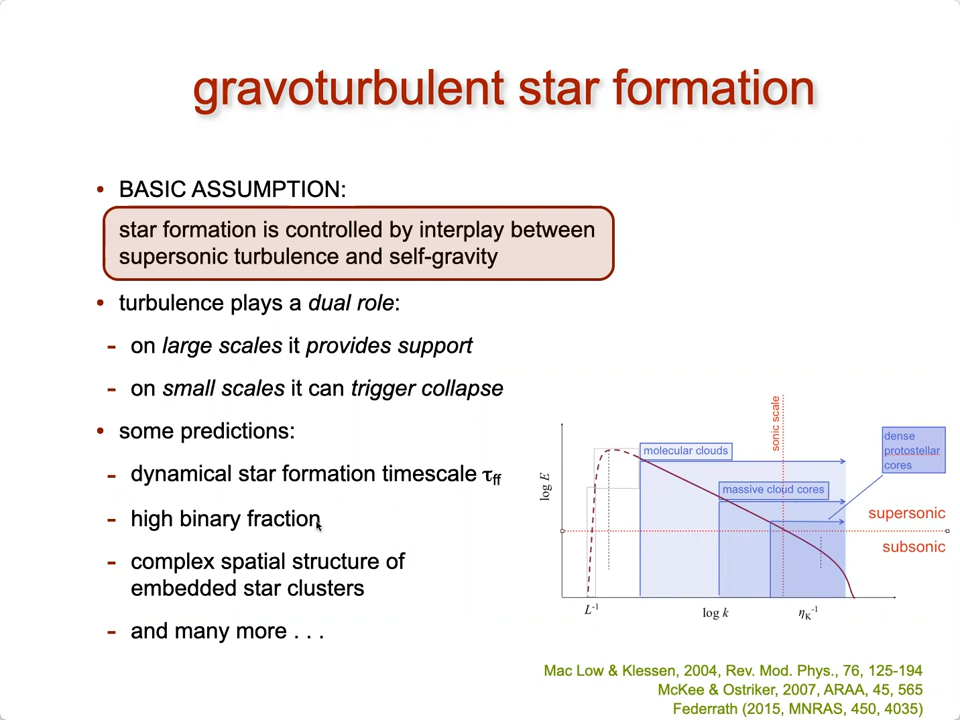 gravoturbulent star formation
• BASIC ASSUMPTION:
star formation is controlled by interplay between
supersonic turbulence and self-gravity
• turbulence plays a dual role:
- on large scales it provides support
- on small scales it can trigger collapse
• some predictions:
- dynamical star formation timescale τff
- high binary fraction
- complex spatial structure of
embedded star clusters
- and many more . . .
log E
molecular clouds
massive cloud cores
sonic scale
dense
protostellar
cores
supersonic
subsonic
L⁻¹
log k
ηK⁻¹
Mac Low & Klessen, 2004, Rev. Mod. Phys., 76, 125-194
McKee & Ostriker, 2007, ARAA, 45, 565
Federrath (2015, MNRAS, 450, 4035)